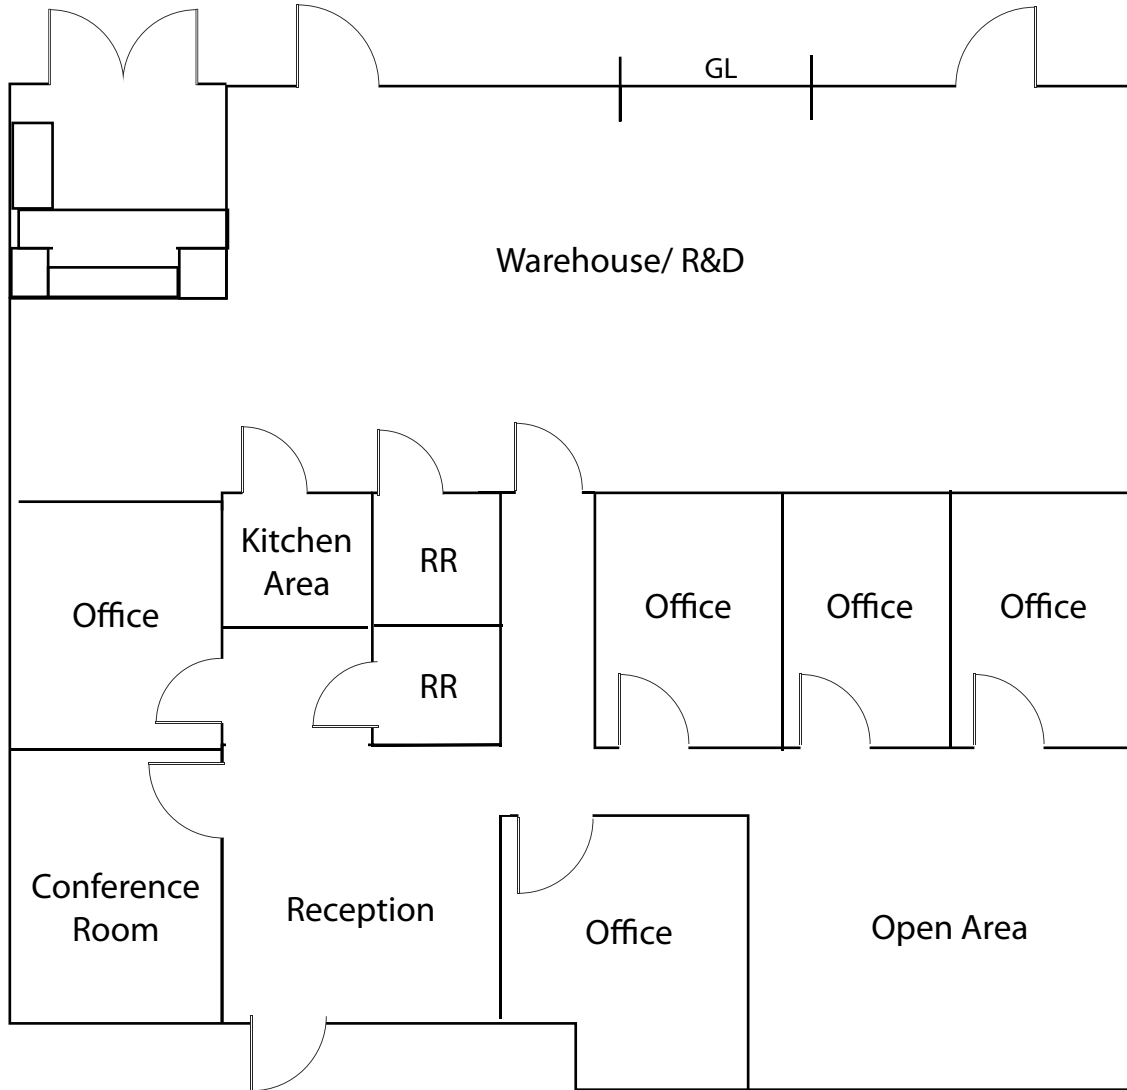 GL
Warehouse/ R&D
Kitchen
Area
RR
Office
Office
Office
Office
RR
Conference
Room
Reception
Office
Open Area